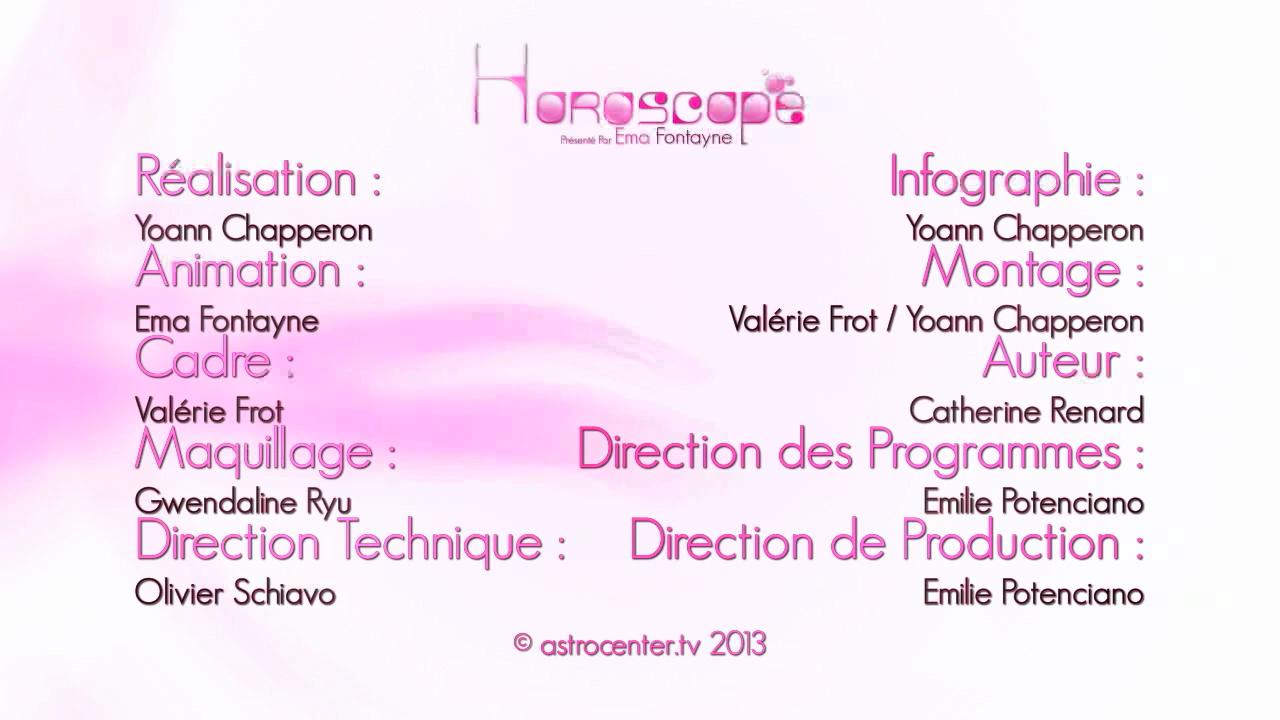 Horoscope
Présenté Par Ema Fontayne
Réalisation :
Yoann Chapperon
Animation :
Ema Fontayne
Cadre :
Valérie Frot
Maquillage :
Gwendaline Ryu
Direction Technique :
Olivier Schiavo
Infographie :
Yoann Chapperon
Montage :
Valérie Frot / Yoann Chapperon
Auteur :
Catherine Renard
Direction des Programmes :
Emilie Potenciano
Direction de Production :
Emilie Potenciano
© astrocenter.tv 2013